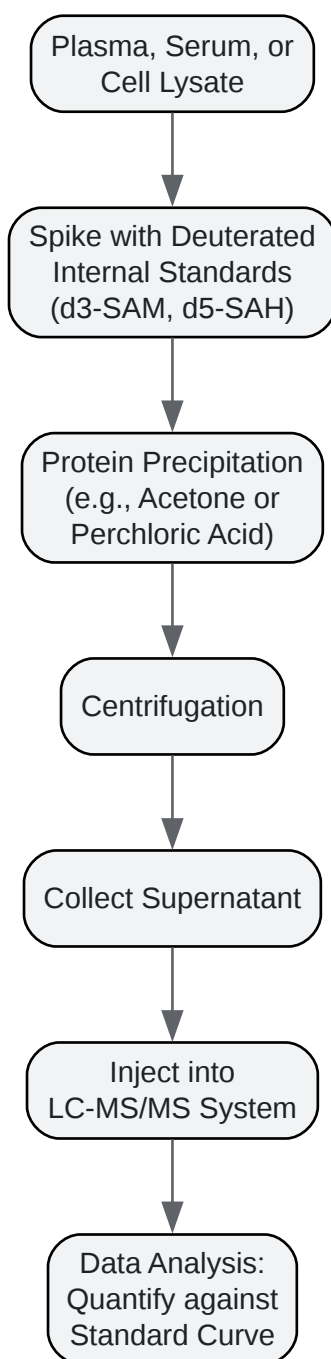 Plasma, Serum, or
Cell Lysate
Spike with Deuterated
Internal Standards
(d3-SAM, d5-SAH)
Protein Precipitation
(e.g., Acetone or
Perchloric Acid)
Centrifugation
Collect Supernatant
Inject into
LC-MS/MS System
Data Analysis:
Quantify against
Standard Curve